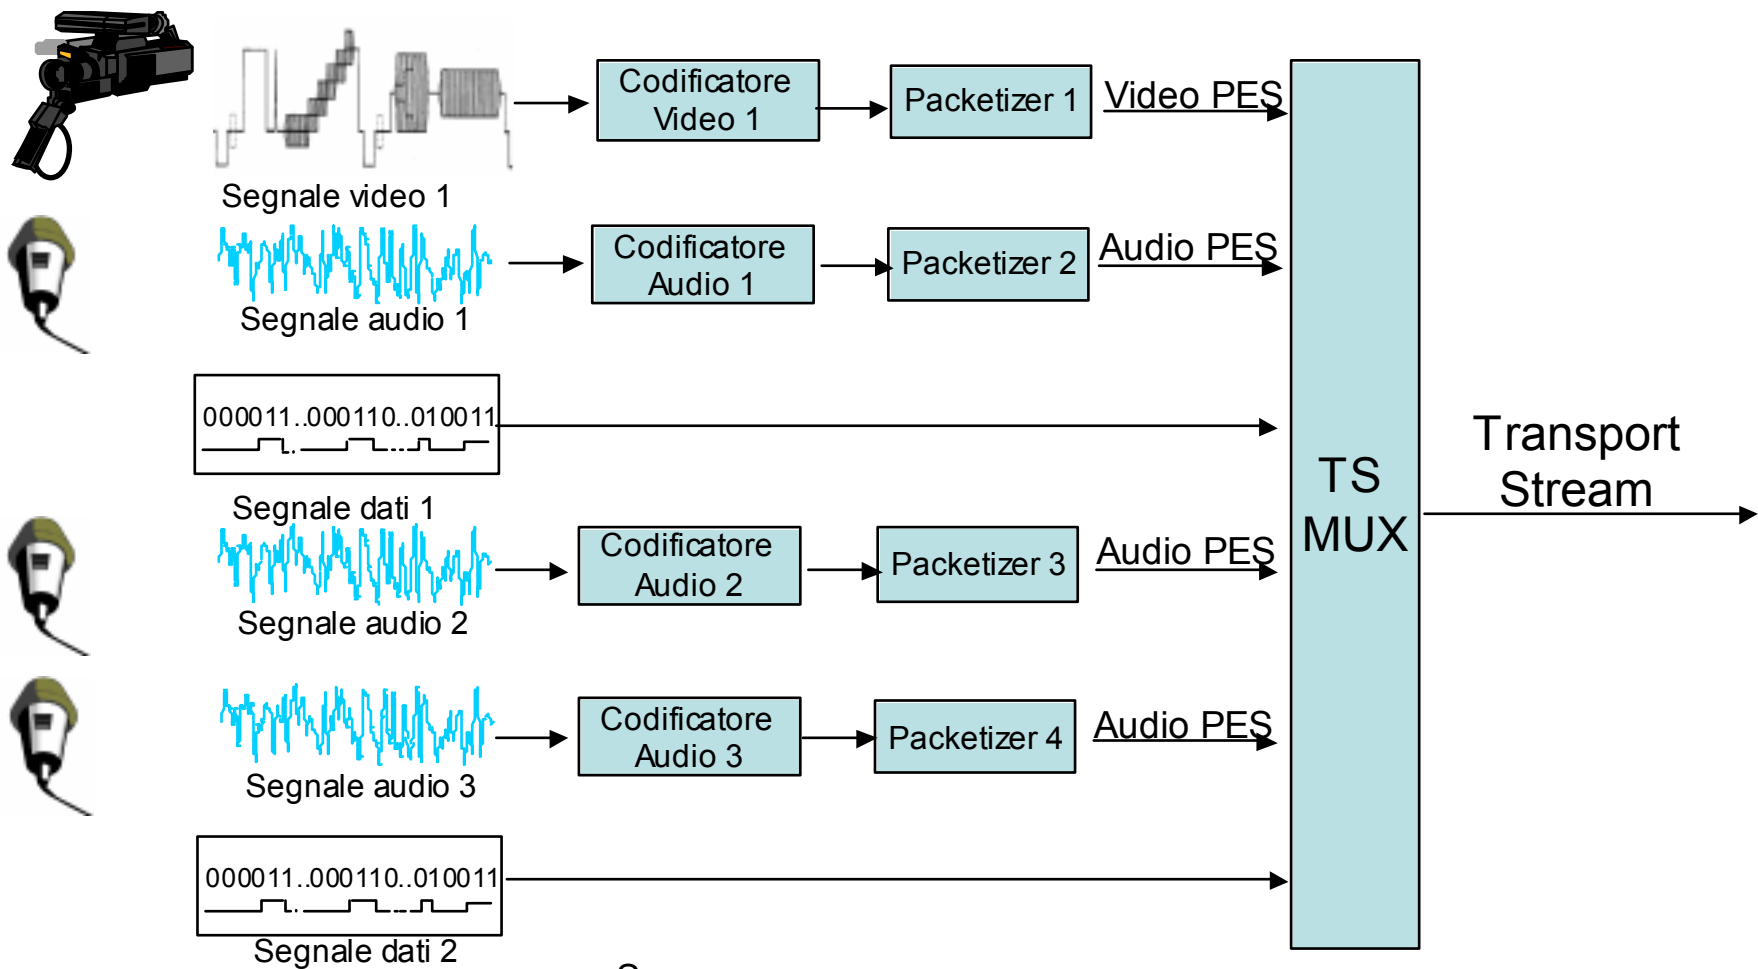 Codificatore
Video 1
Packetizer 1
Video PES
Segnale video 1
Codificatore
Audio 1
Packetizer 2
Audio PES
Segnale audio 1
000011..000110..010011
Segnale dati 1
TS
MUX
Transport
Stream
Codificatore
Audio 2
Packetizer 3
Audio PES
Segnale audio 2
Codificatore
Audio 3
Packetizer 4
Audio PES
Segnale audio 3
000011..000110..010011
Segnale dati 2